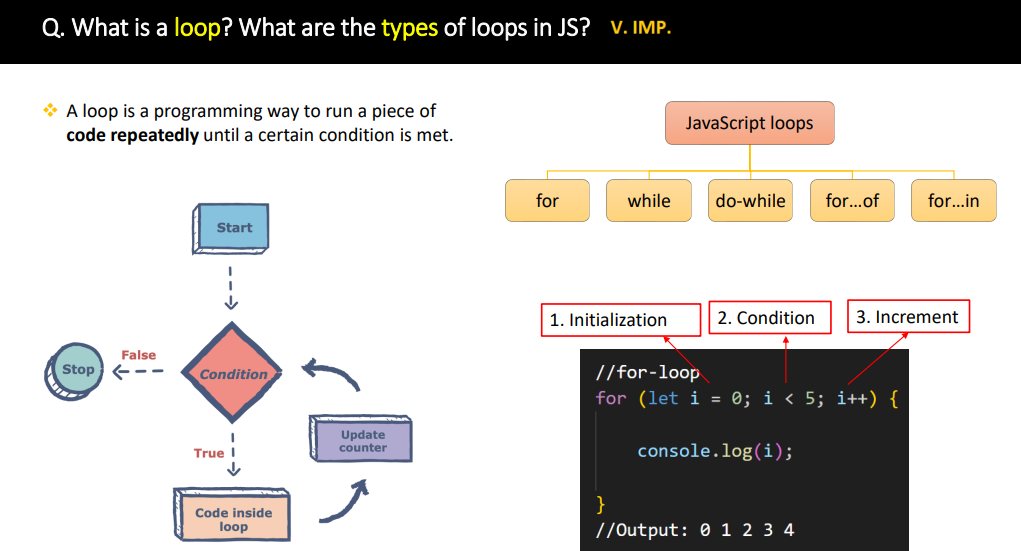 Q. What is a loop? What are the types of loops in JS? V. IMP.
❖ A loop is a programming way to run a piece of
code repeatedly until a certain condition is met.
JavaScript loops
for
while
do-while
for…of
for…in
Start
Condition
False
Stop
True
Update
counter
Code inside
loop
1. Initialization
2. Condition
3. Increment
//for-loop
for (let i = 0; i < 5; i++) {
console.log(i);
}
//Output: 0 1 2 3 4